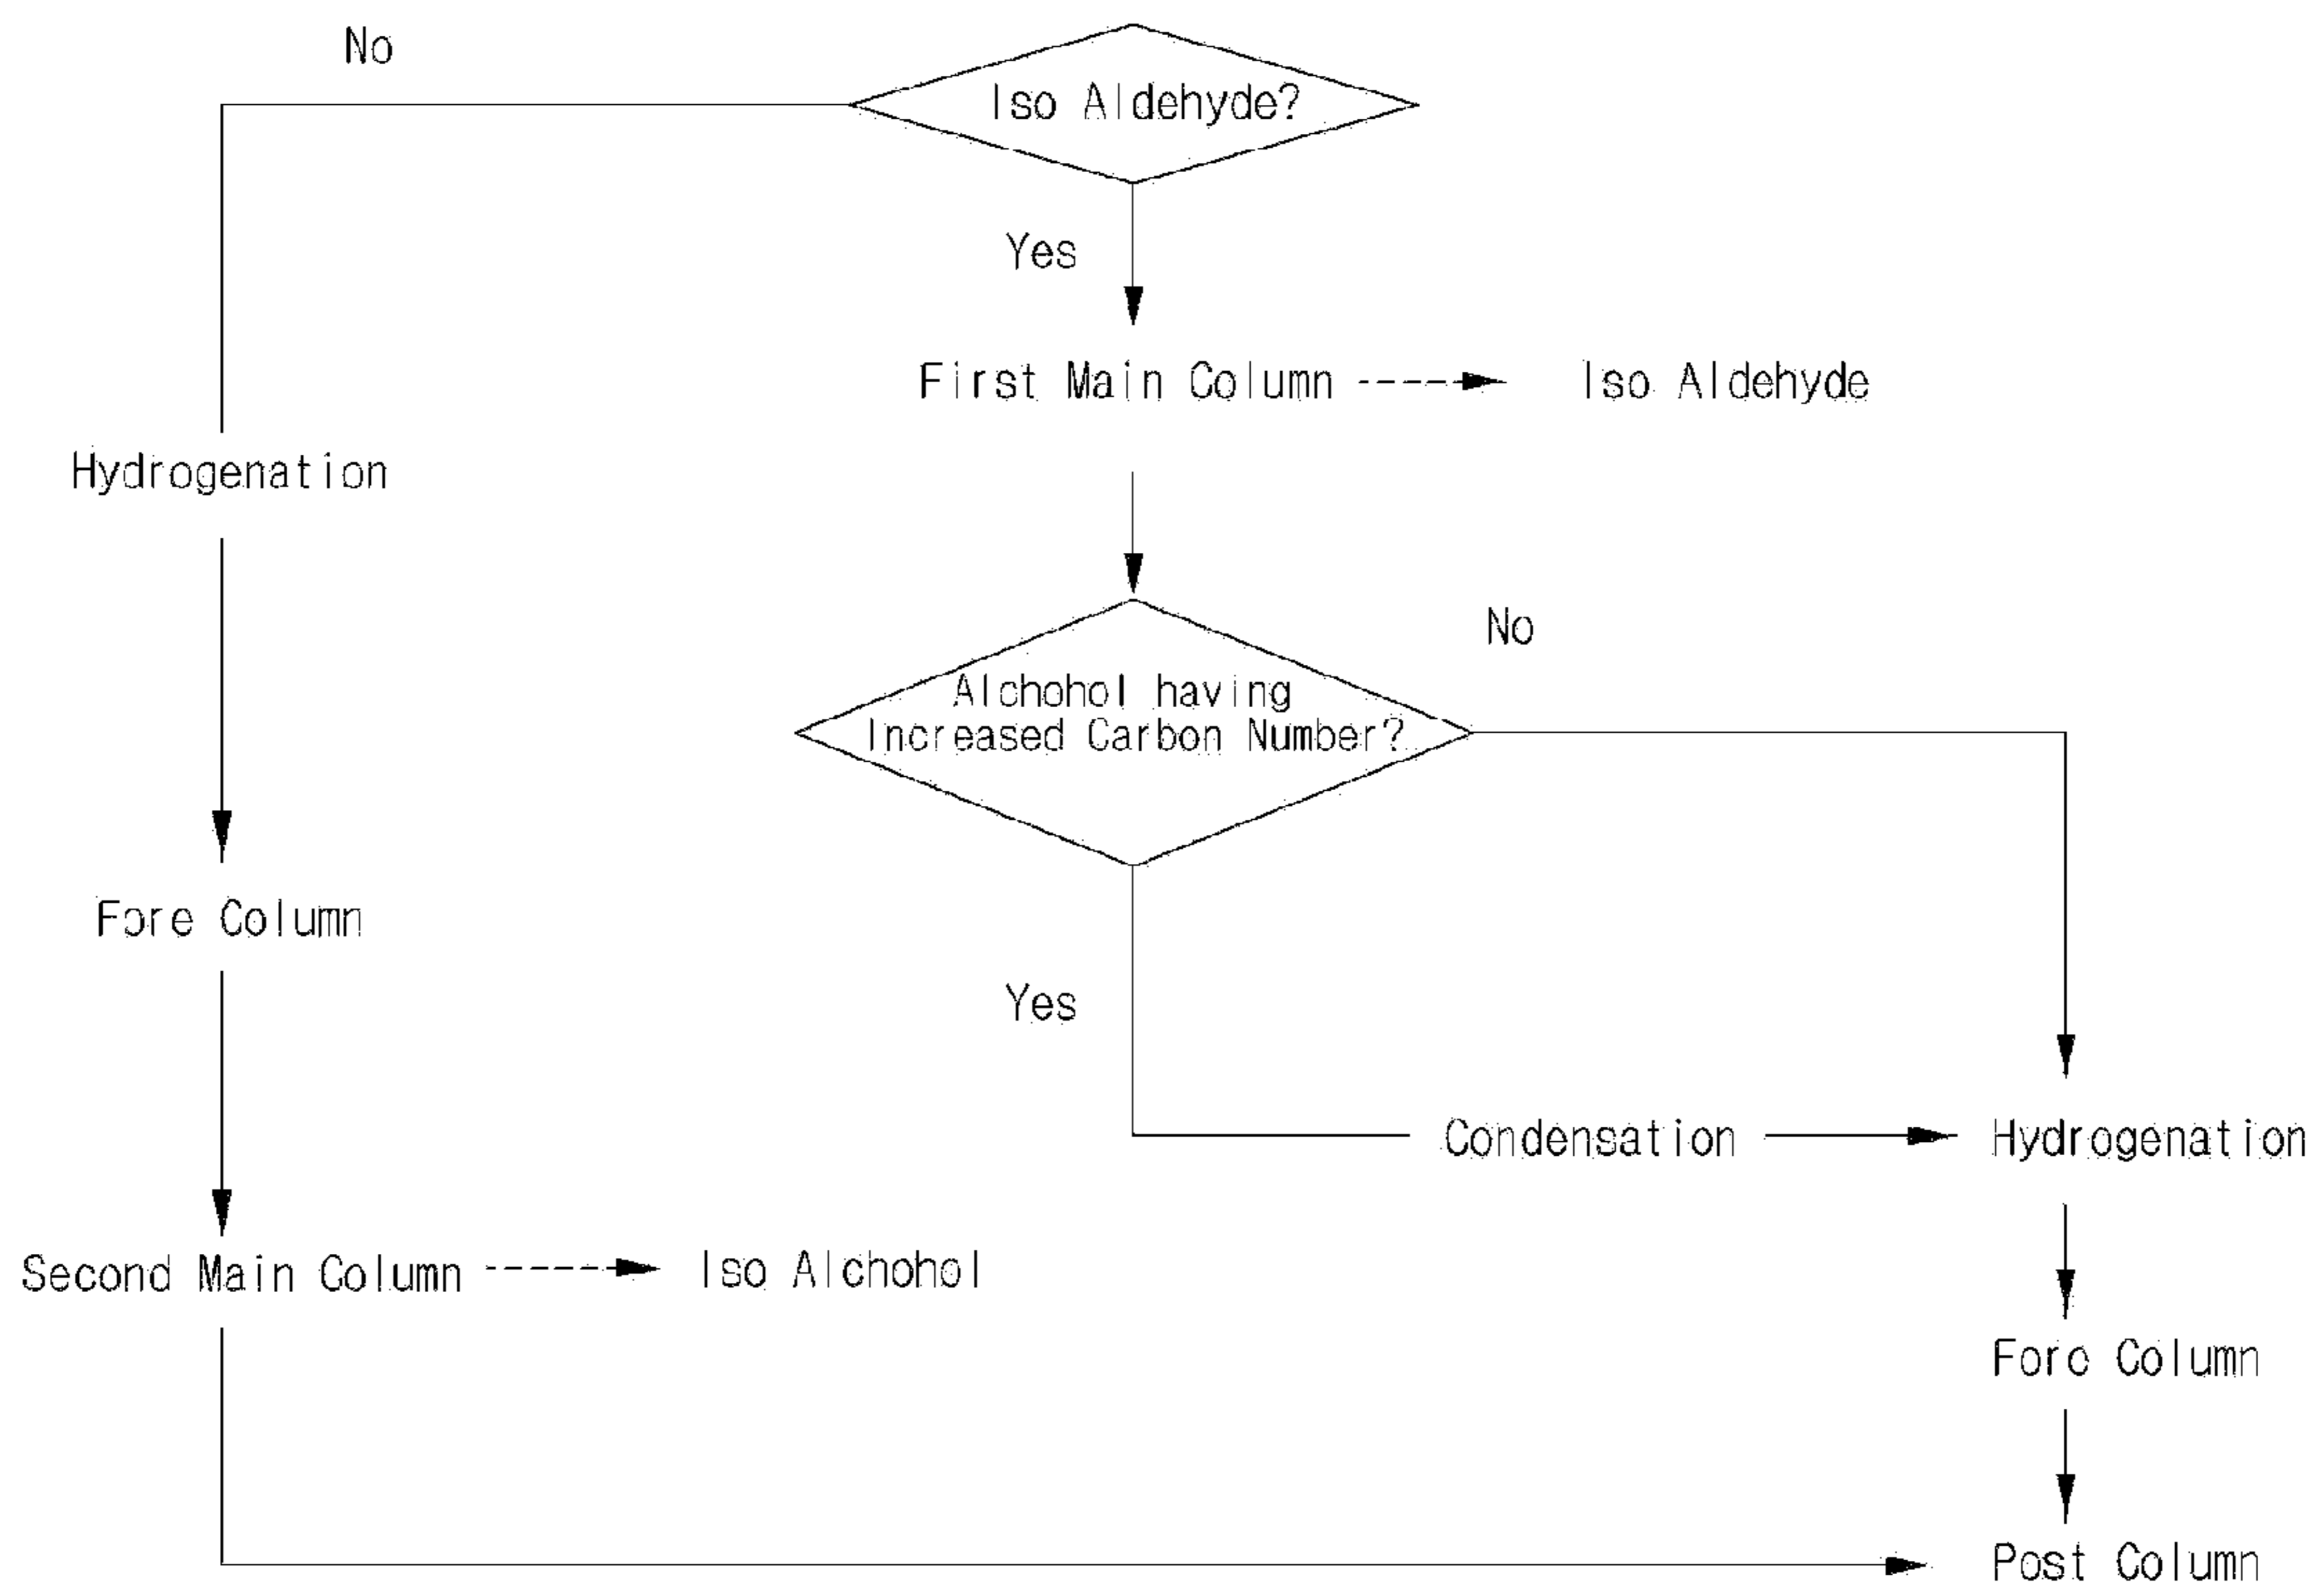 No
Iso Aldehyde?
Yes
First Main Column
Iso Aldehyde
Hydrogenation
No
Alchohol having
Increased Carbon Number?
Fore Column
Yes
Condensation
Hydrogenation
Second Main Column
Iso Alchohol
Fore Column
Post Column